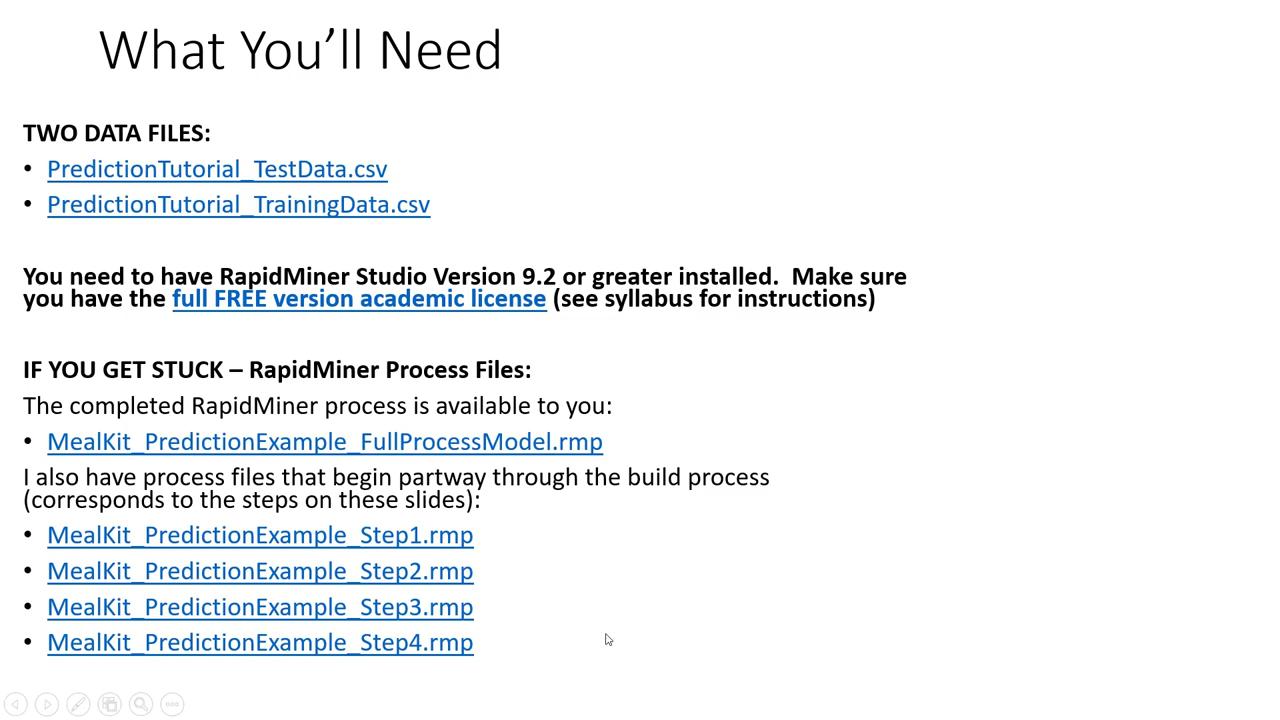 What You’ll Need
TWO DATA FILES:
• PredictionTutorial_TestData.csv
• PredictionTutorial_TrainingData.csv
You need to have RapidMiner Studio Version 9.2 or greater installed.  Make sure
you have the full FREE version academic license (see syllabus for instructions)
IF YOU GET STUCK – RapidMiner Process Files:
The completed RapidMiner process is available to you:
• MealKit_PredictionExample_FullProcessModel.rmp
I also have process files that begin partway through the build process
(corresponds to the steps on these slides):
• MealKit_PredictionExample_Step1.rmp
• MealKit_PredictionExample_Step2.rmp
• MealKit_PredictionExample_Step3.rmp
• MealKit_PredictionExample_Step4.rmp